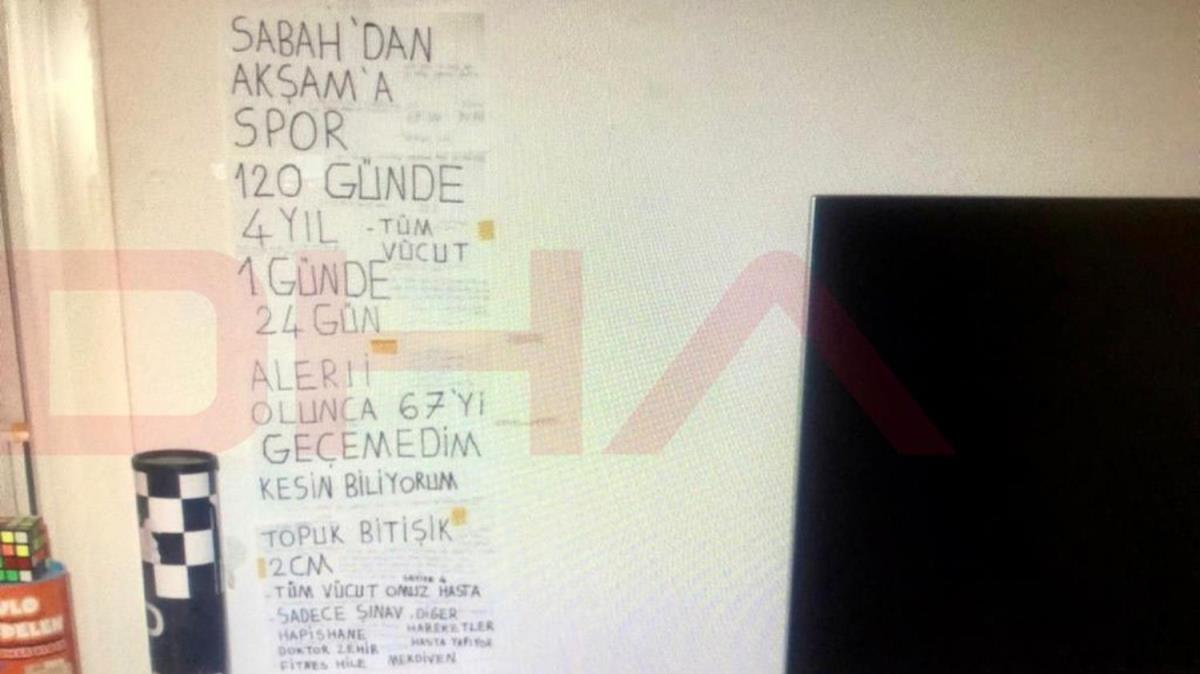 SABAH'DAN
AKŞAM'A
SPOR
120 GÜNDE
4 YIL - TÜM
VÜCUT
1 GÜNDE
24 GÜN
ALERJİ
OLUNCA 67'Yİ
GEÇEMEDİM
KESİN BİLİYORUM
TOPUK BİTİŞİK
2CM
- TÜM VÜCUT OMUZ HASTA
- SADECE ŞINAV . DİĞER
HAPİSHANE HAREKETLER
DOKTOR ZEHİR HASTA YAPIYOR
FİTNES HİLE MERDİVEN
DHA